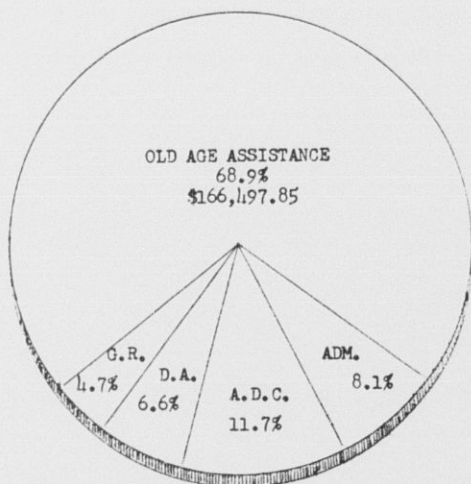 OLD AGE ASSISTANCE
68.9%
$166,497.85
G.R.
4.7%
D.A.
6.6%
A.D.C.
11.7%
ADM.
8.1%